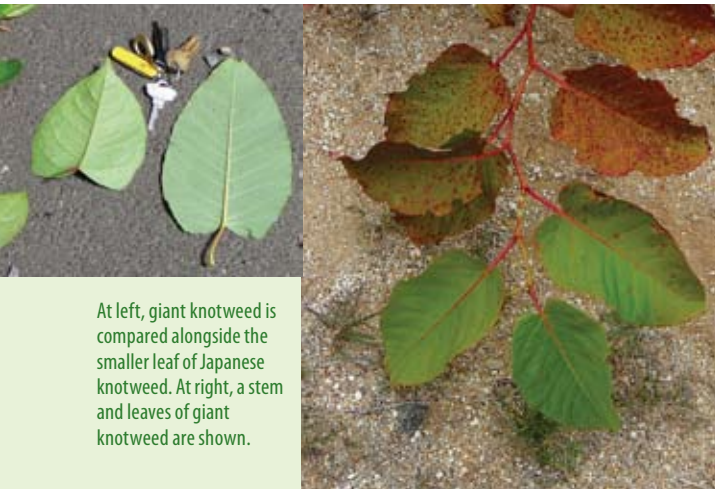 At left, giant knotweed is
compared alongside the
smaller leaf of Japanese
knotweed. At right, a stem
and leaves of giant
knotweed are shown.